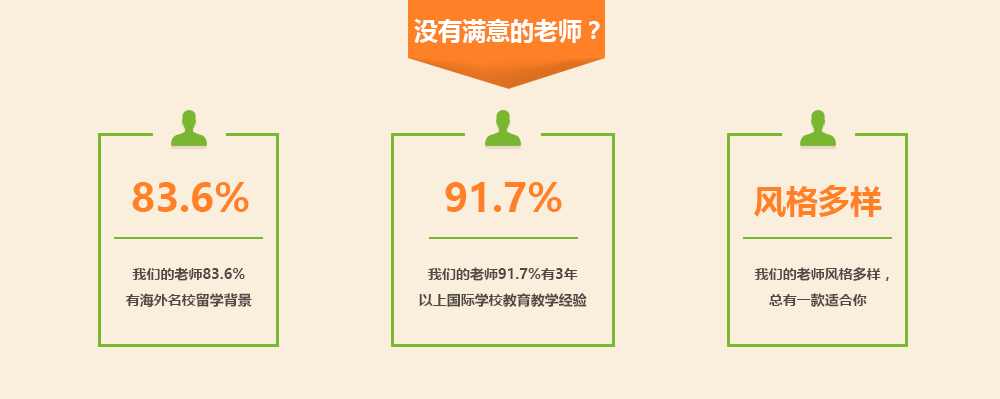 没有满意的老师？
83.6%
我们的老师83.6%
有海外名校留学背景
91.7%
我们的老师91.7%有3年
以上国际学校教育教学经验
风格多样
我们的老师风格多样，
总有一款适合你